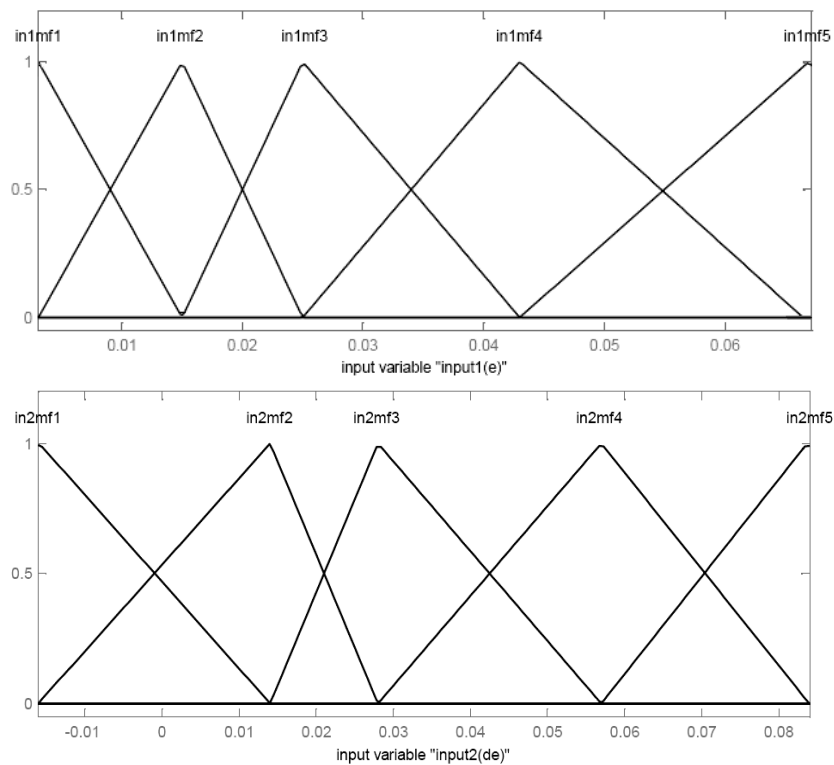 in1mf1 in1mf2 in1mf3 in1mf4 in1mf5
1
0.5
0
0.01 0.02 0.03 0.04 0.05 0.06
input variable "input1(e)"
in2mf1 in2mf2 in2mf3 in2mf4 in2mf5
1
0.5
0
-0.01 0 0.01 0.02 0.03 0.04 0.05 0.06 0.07 0.08
input variable "input2(de)"